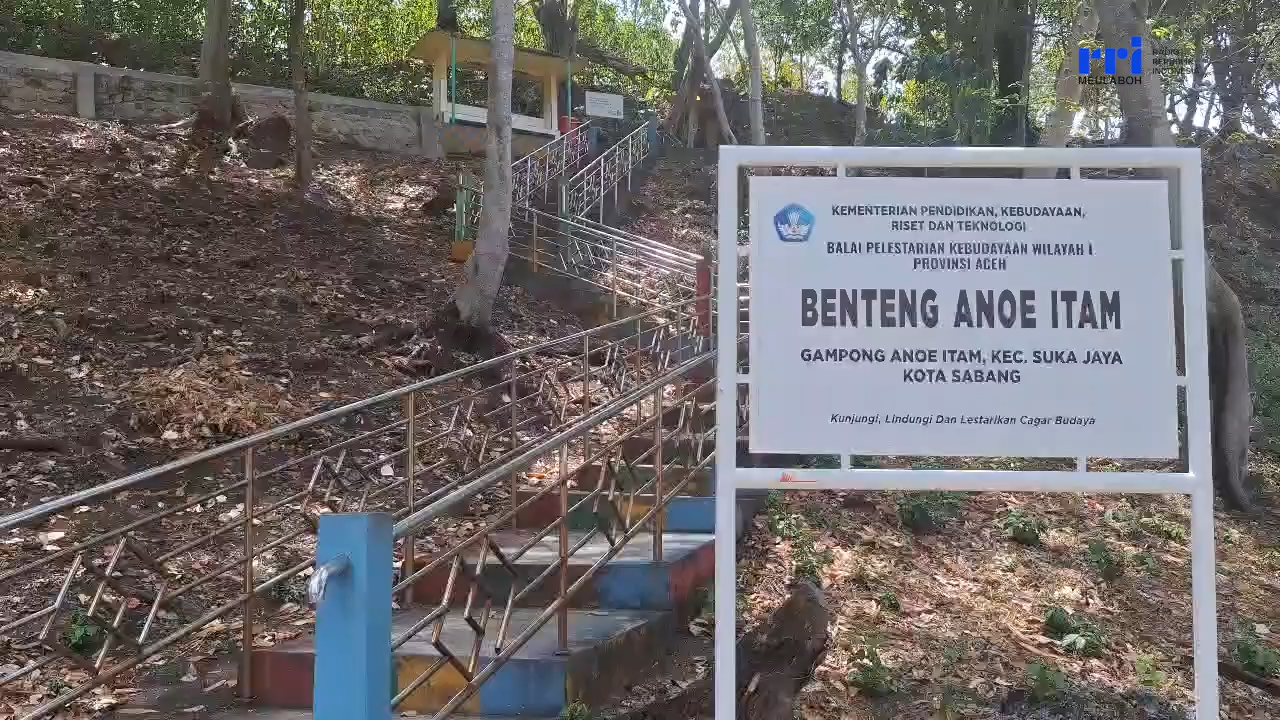 rri
MEULABOH
KEMENTERIAN PENDIDIKAN, KEBUDAYAAN,
RISET DAN TEKNOLOGI
BALAI PELESTARIAN KEBUDAYAAN WILAYAH I
PROVINSI ACEH
BENTENG ANOE ITAM
GAMPONG ANOE ITAM, KEC. SUKA JAYA
KOTA SABANG
Kunjungi, Lindungi Dan Lestarikan Cagar Budaya